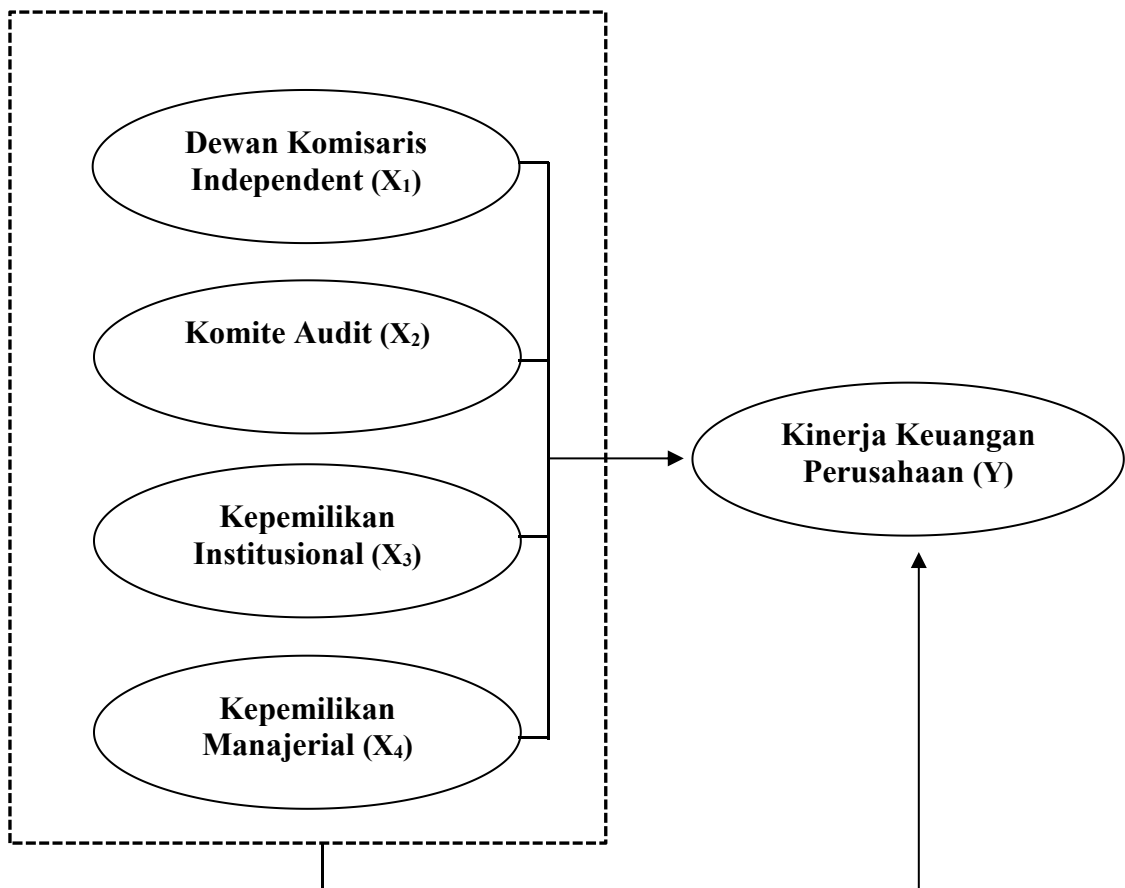 Dewan Komisaris
Independent (X₁)
Komite Audit (X₂)
Kepemilikan
Institusional (X₃)
Kepemilikan
Manajerial (X₄)
Kinerja Keuangan
Perusahaan (Y)